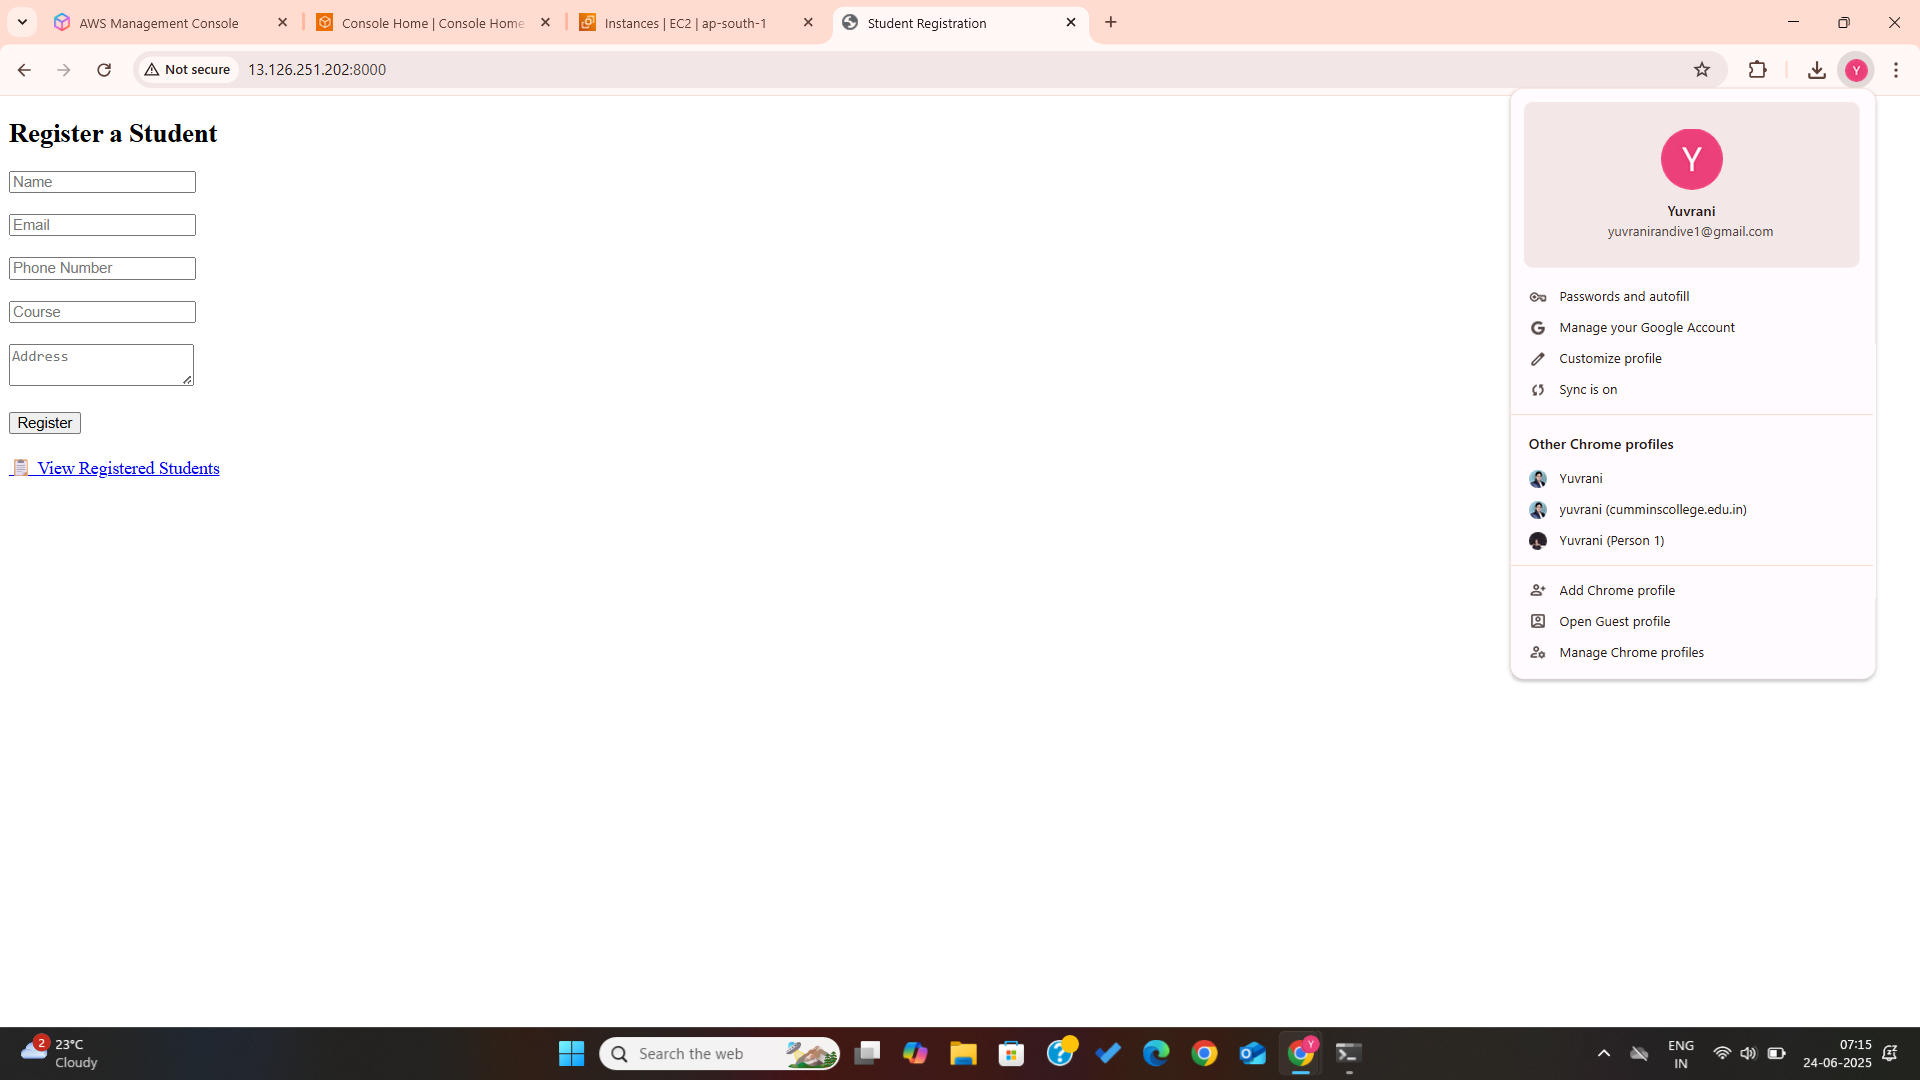 AWS Management Console
Console Home | Console Home
Instances | EC2 | ap-south-1
Student Registration
Not secure
13.126.251.202:8000
Y
Register a Student
Name
Email
Phone Number
Course
Address
Register
📋 View Registered Students
Y
Yuvrani
yuvranirandive1@gmail.com
Passwords and autofill
Manage your Google Account
Customize profile
Sync is on
Other Chrome profiles
Yuvrani
yuvrani (cumminscollege.edu.in)
Yuvrani (Person 1)
Add Chrome profile
Open Guest profile
Manage Chrome profiles
2
23°C
Cloudy
Search the web
Y
ENG
IN
07:15
24-06-2025